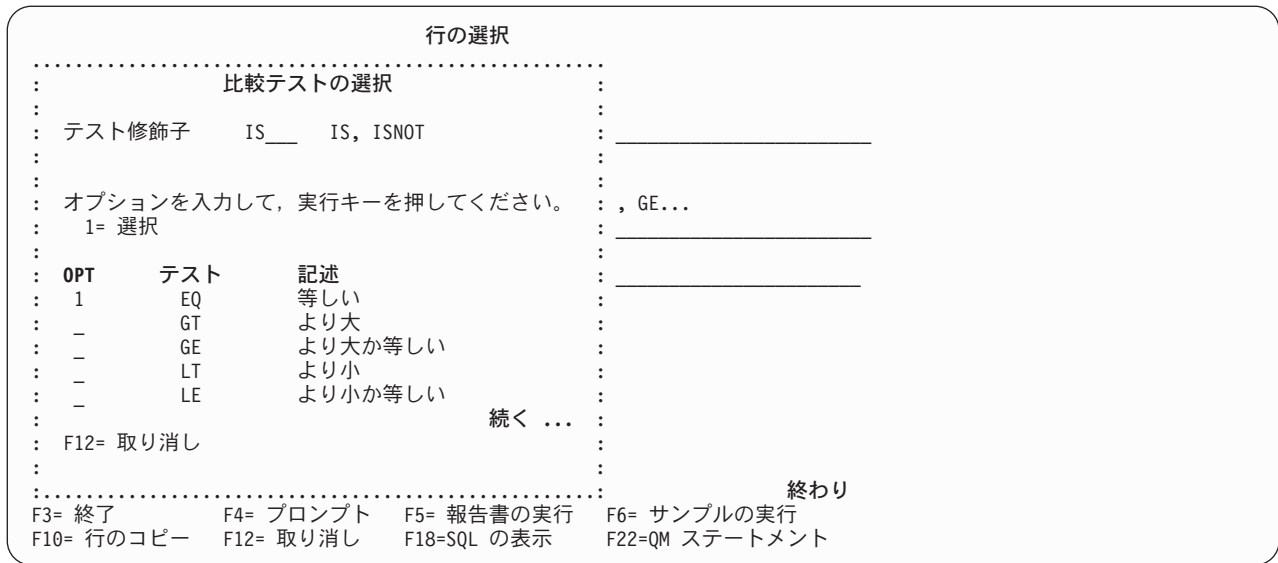 行の選択
......................................................
: 比較テストの選択 :
: :
: テスト修飾子 IS___ IS, ISNOT : ________________________
: :
: :
: オプションを入力して, 実行キーを押してください。 : , GE...
: 1= 選択 : ________________________
: :
: OPT テスト 記述 : _______________________
: 1 EQ 等しい :
: _ GT より大 :
: _ GE より大か等しい :
: _ LT より小 :
: _ LE より小か等しい :
: 続く ... :
: F12= 取り消し :
: :
:....................................................: 終わり
F3= 終了 F4= プロンプト F5= 報告書の実行 F6= サンプルの実行
F10= 行のコピー F12= 取り消し F18=SQL の表示 F22=QM ステートメント